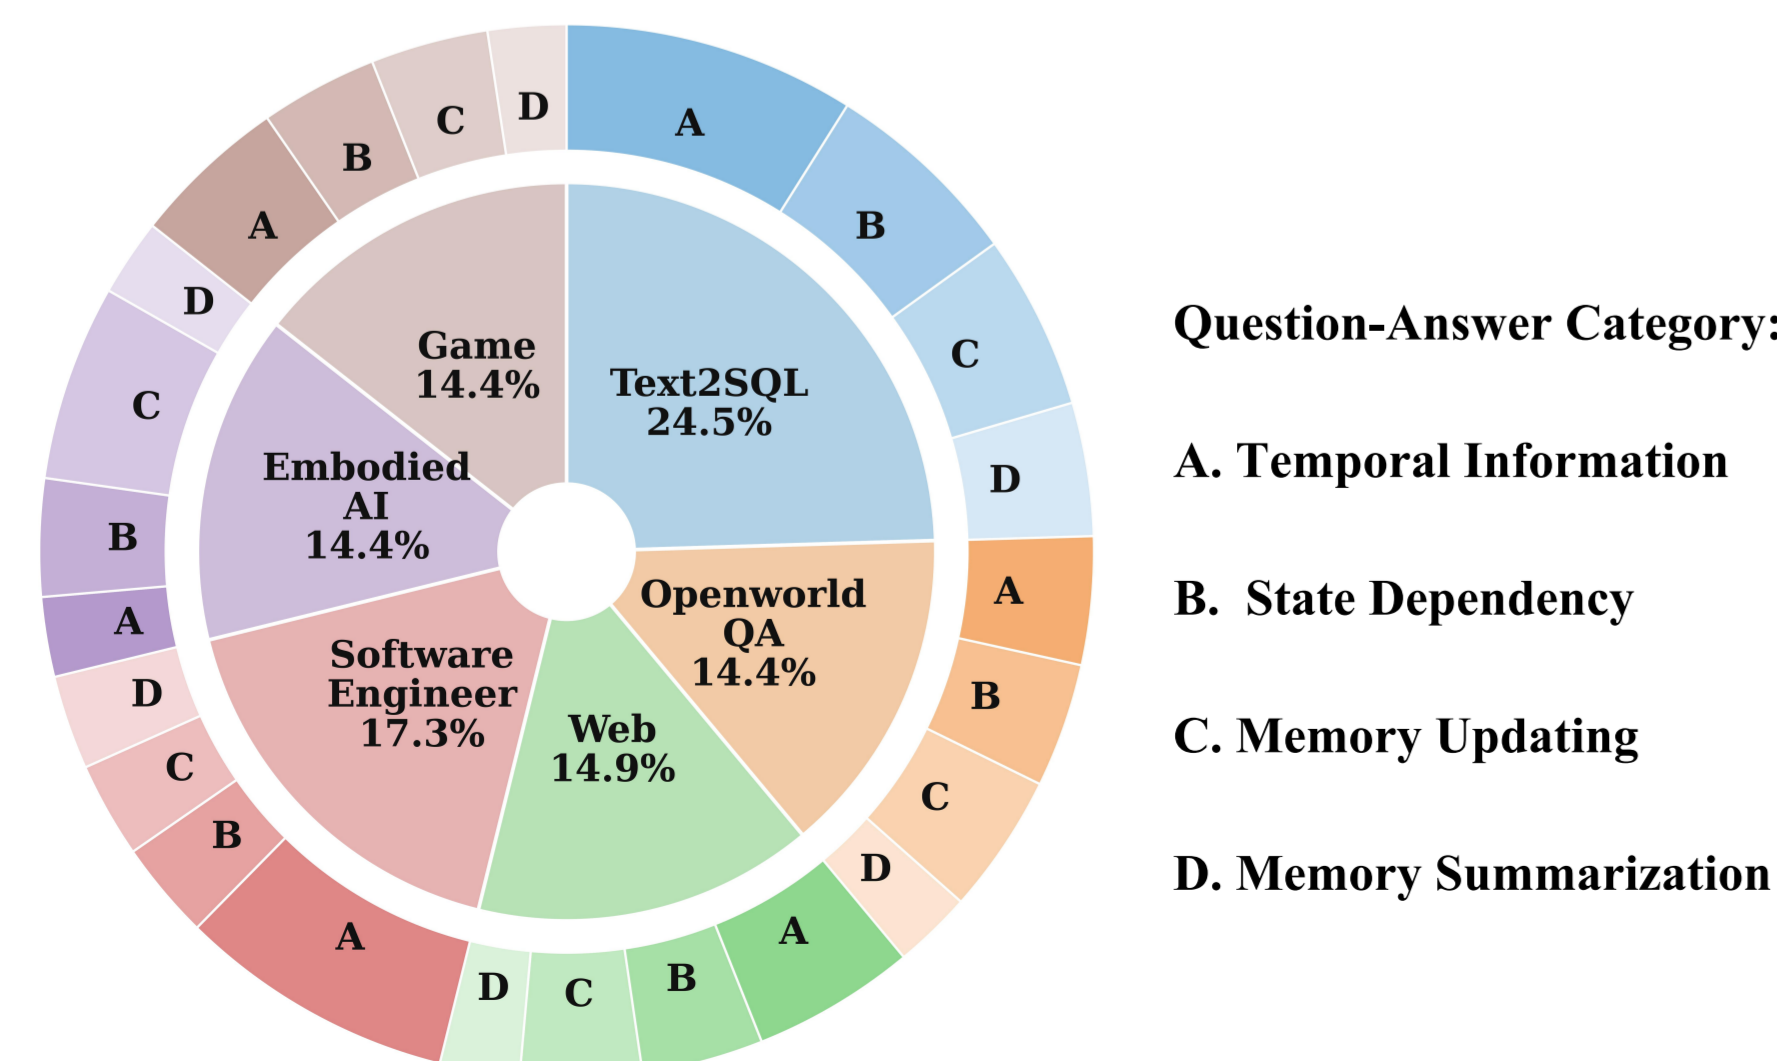 A
B
C
D
A
B
C
D
A
B
C
D
A
B
C
D
A
B
C
D
A
B
C
D
Text2SQL
24.5%
Openworld
QA
14.4%
Web
14.9%
Software
Engineer
17.3%
Embodied
AI
14.4%
Game
14.4%
Question-Answer Category:
A. Temporal Information
B. State Dependency
C. Memory Updating
D. Memory Summarization